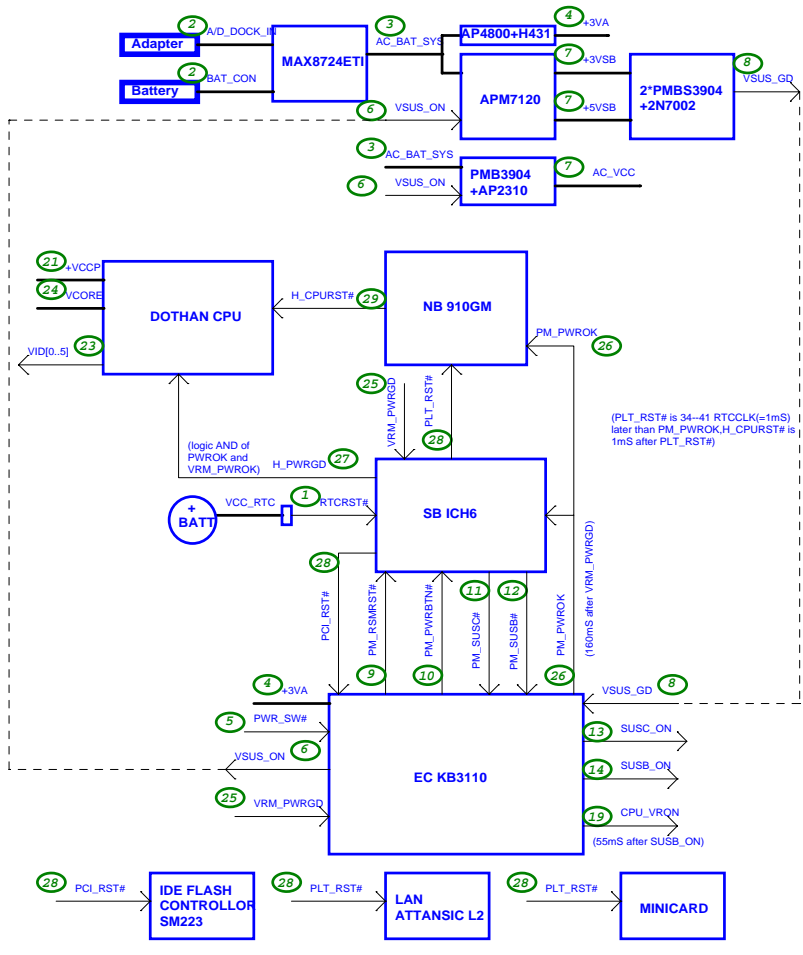 2
A/D_DOCK_IN
3
4
+3VA
Adapter
AC_BAT_SYS
AP4800+H431
MAX8724ETI
7
+3VSB
8
2
BAT_CON
Battery
VSUS_GD
2*PMBS3904
+2N7002
APM7120
6
VSUS_ON
7
+5VSB
3
AC_BAT_SYS
7
AC_VCC
PMB3904
+AP2310
6
VSUS_ON
21
+VCCP
24
VCORE
23
VID[0..5]
DOTHAN CPU
H_CPURST#
29
NB 910GM
PM_PWROK
26
25
VRM_PWRGD
PLT_RST#
28
(PLT_RST# is 34--41 RTCCLK(=1mS)
later than PM_PWROK,H_CPURST# is
1mS after PLT_RST#)
(logic AND of
PWROK and
VRM_PWROK)
H_PWRGD
27
+
BATT
VCC_RTC
1
RTCRST#
SB ICH6
28
PCI_RST#
PM_RSMRST#
9
PM_PWRBTN#
10
11
PM_SUSC#
12
PM_SUSB#
PM_PWROK
26
(160mS after VRM_PWRGD)
4
+3VA
5
PWR_SW#
6
VSUS_ON
25
VRM_PWRGD
EC KB3110
VSUS_GD
8
13
SUSC_ON
14
SUSB_ON
19
CPU_VRON
(55mS after SUSB_ON)
28
PCI_RST#
IDE FLASH
CONTROLLOR
SM223
28
PLT_RST#
LAN
ATTANSIC L2
28
PLT_RST#
MINICARD